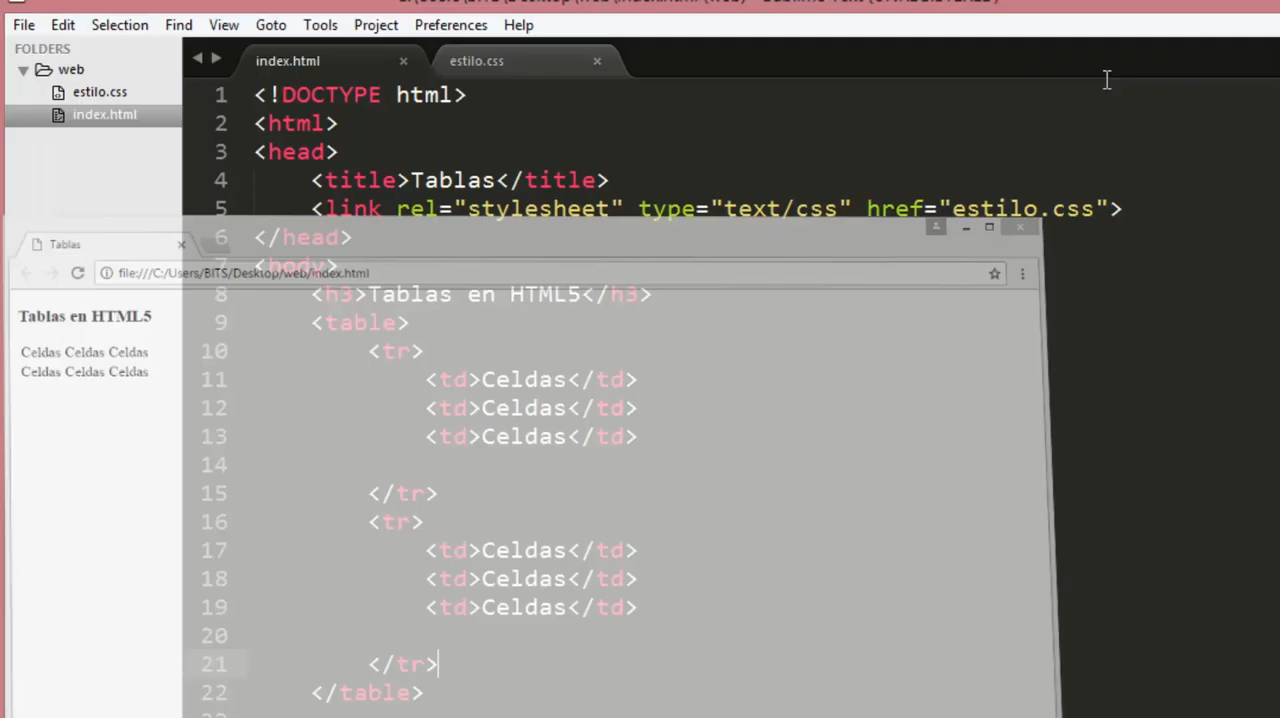 File Edit Selection Find View Goto Tools Project Preferences Help
FOLDERS
web
estilo.css
index.html
index.html
estilo.css
1 <!DOCTYPE html>
2 <html>
3 <head>
4 <title>Tablas</title>
5 <link rel="stylesheet" type="text/css" href="estilo.css">
6 </head>
7 <body>
8 <h3>Tablas en HTML5</h3>
9 <table>
10 <tr>
11 <td>Celdas</td>
12 <td>Celdas</td>
13 <td>Celdas</td>
14
15 </tr>
16 <tr>
17 <td>Celdas</td>
18 <td>Celdas</td>
19 <td>Celdas</td>
20
21 </tr>
22 </table>
Tablas
file:///C:/Users/BITS/Desktop/web/index.html
Tablas en HTML5
Celdas Celdas Celdas
Celdas Celdas Celdas